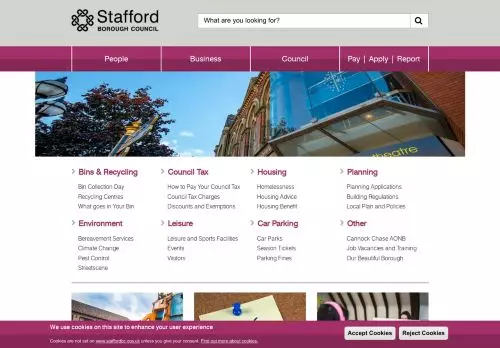 Stafford
BOROUGH COUNCIL
What are you looking for?
People
Business
Council
Pay | Apply | Report
theatre
Bins & Recycling
Bin Collection Day
Recycling Centres
What goes in Your Bin
Council Tax
How to Pay Your Council Tax
Council Tax Charges
Discounts and Exemptions
Housing
Homelessness
Housing Advice
Housing Benefit
Planning
Planning Applications
Building Regulations
Local Plan and Policies
Environment
Bereavement Services
Climate Change
Pest Control
Streetscene
Leisure
Leisure and Sports Facilities
Events
Visitors
Car Parking
Car Parks
Season Tickets
Parking Fines
Other
Cannock Chase AONB
Job Vacancies and Training
Our Beautiful Borough
We use cookies on this site to enhance your user experience
Cookies are not set on www.staffordbc.gov.uk unless you give your consent. Find out more about cookies.
Accept Cookies
Reject Cookies